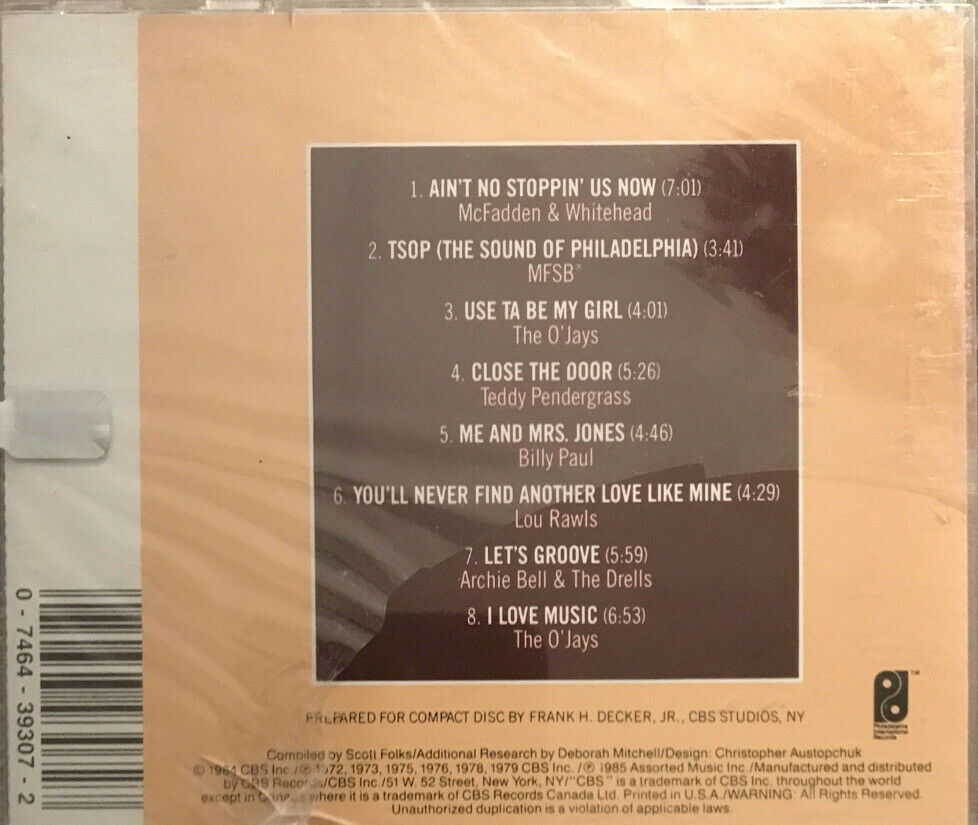 1. AIN'T NO STOPPIN' US NOW (7:01)
McFadden & Whitehead
2. TSOP (THE SOUND OF PHILADELPHIA) (3:41)
MFSB
3. USE TA BE MY GIRL (4:01)
The O'Jays
4. CLOSE THE DOOR (5:26)
Teddy Pendergrass
5. ME AND MRS. JONES (4:46)
Billy Paul
6. YOU'LL NEVER FIND ANOTHER LOVE LIKE MINE (4:29)
Lou Rawls
7. LET'S GROOVE (5:59)
Archie Bell & The Drells
8. I LOVE MUSIC (6:53)
The O'Jays
PREPARED FOR COMPACT DISC BY FRANK H. DECKER, JR., CBS STUDIOS, NY
Philadelphia
International
Records
TM
Compiled by Scott Folks/Additional Research by Deborah Mitchell/Design: Christopher Austopchuk
© 1984 CBS Inc./℗ 1972, 1973, 1975, 1976, 1978, 1979 CBS Inc./℗ 1985 Assorted Music Inc./Manufactured and distributed
by CBS Records/CBS Inc./51 W. 52 Street, New York, NY/"CBS" is a trademark of CBS Inc. throughout the world
except in Canada where it is a trademark of CBS Records Canada Ltd. Printed in U.S.A./WARNING: All Rights Reserved.
Unauthorized duplication is a violation of applicable laws.
0 - 7464 - 39307 - 2